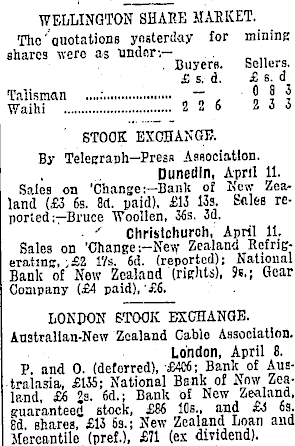 WELLINGTON SHARE MARKET.
The quotations yesterday for mining
shares were as under:—
Buyers. Sellers.
£ s. d. £ s d
Talisman ................... — 0 8 3
Waihi ........................ 2 2 6 2 3 3
STOCK EXCHANGE.
By Telegraph—Press Association.
Dunedin, April 11.
Sales on 'Change:—Bank of New Zea-
land (£3 6s. 8d. paid), £13 13s. Sales re-
ported:—Bruce Woollen, 36s. 3d.
Christchurch, April 11.
Sales on 'Change:—New Zealand Refrig-
erating, £2 17s. 6d. (reported); National
Bank of New Zealand (rights), 9s.; Gear
Company (£4 paid), £6.
LONDON STOCK EXCHANGE.
Australian-New Zealand Cable Association.
London, April 8.
P. and O. (deferred), £406; Bank of Aus-
tralasia, £135; National Bank of New Zea-
land, £6 2s. 6d.; Bank of New Zealand,
guaranteed stock, £86 10s., and £3 6s.
8d. shares, £13 5s.; New Zealand Loan and
Mercantile (pref.), £71 (ex dividend).